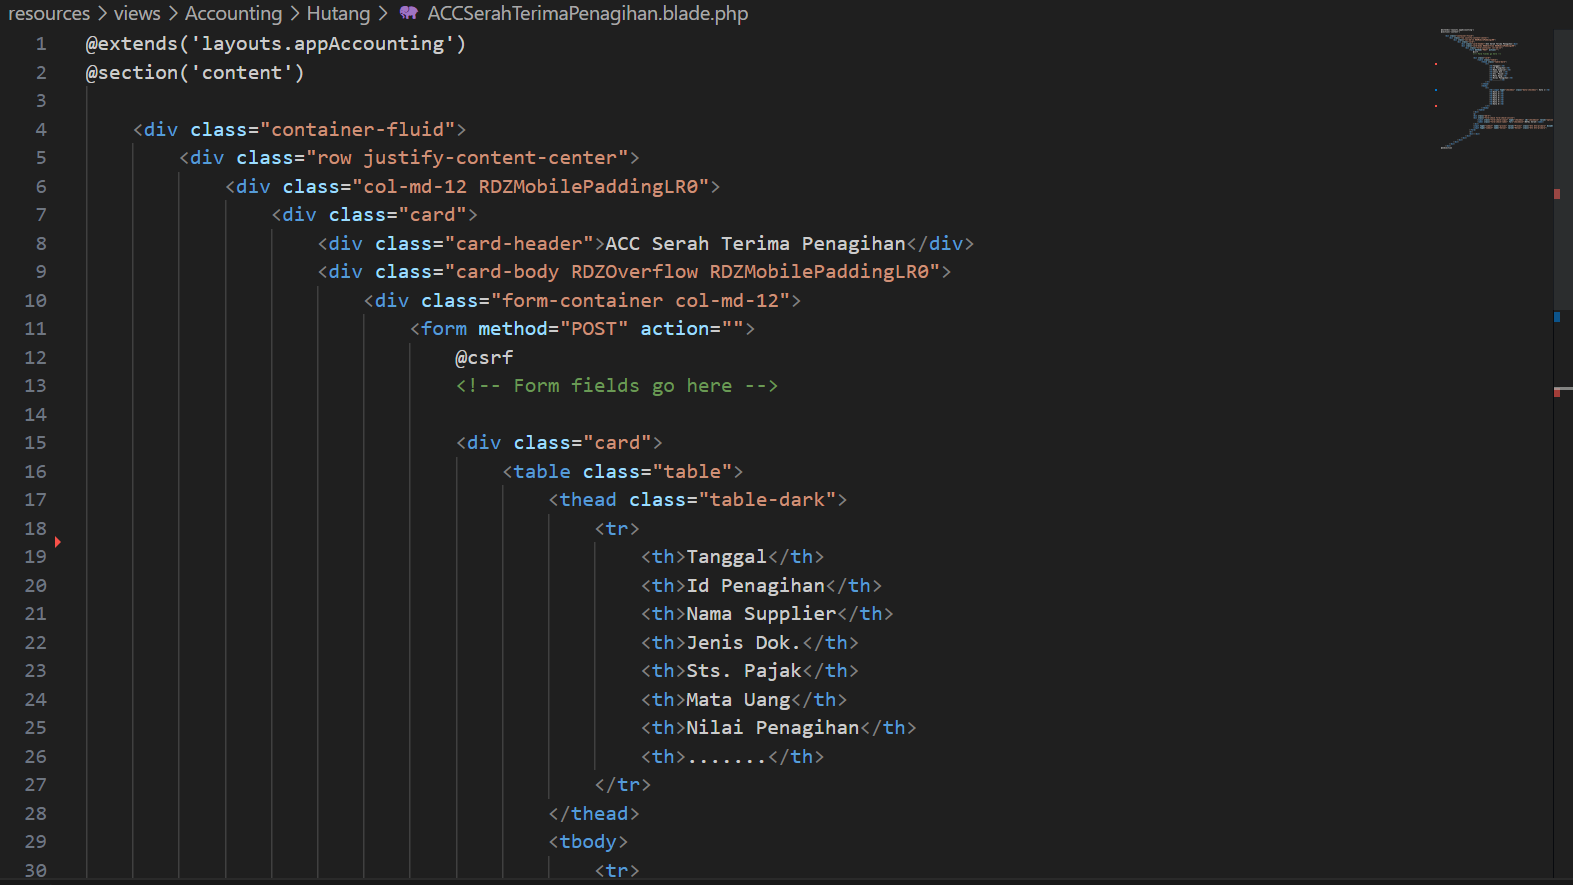 resources > views > Accounting > Hutang > ACCSerahTerimaPenagihan.blade.php
1 @extends('layouts.appAccounting')
2 @section('content')
3
4 <div class="container-fluid">
5 <div class="row justify-content-center">
6 <div class="col-md-12 RDZMobilePaddingLR0">
7 <div class="card">
8 <div class="card-header">ACC Serah Terima Penagihan</div>
9 <div class="card-body RDZOverflow RDZMobilePaddingLR0">
10 <div class="form-container col-md-12">
11 <form method="POST" action="">
12 @csrf
13 <!-- Form fields go here -->
14
15 <div class="card">
16 <table class="table">
17 <thead class="table-dark">
18 <tr>
19 <th>Tanggal</th>
20 <th>Id Penagihan</th>
21 <th>Nama Supplier</th>
22 <th>Jenis Dok.</th>
23 <th>Sts. Pajak</th>
24 <th>Mata Uang</th>
25 <th>Nilai Penagihan</th>
26 <th>.......</th>
27 </tr>
28 </thead>
29 <tbody>
30 <tr>